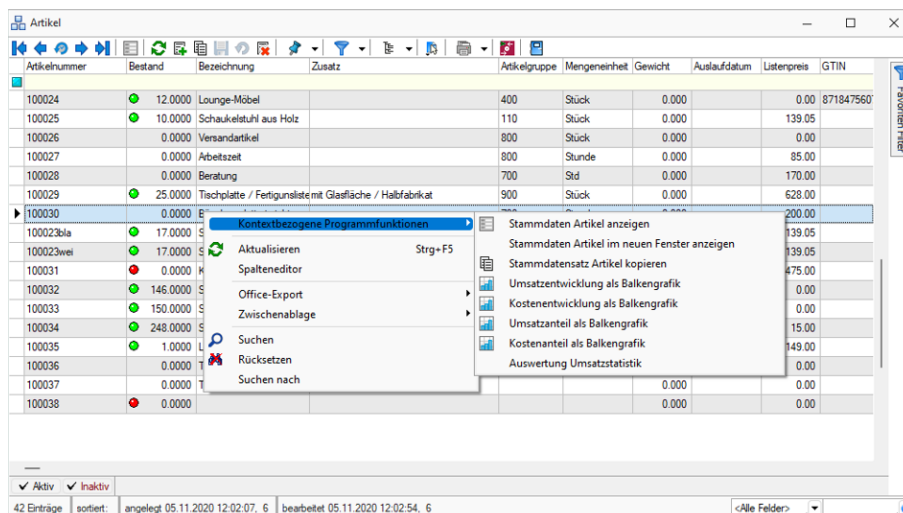 Artikel
Artikelnummer Bestand Bezeichnung Zusatz Artikelgruppe Mengeneinheit Gewicht Auslaufdatum Listenpreis GTIN
Favoriten Filter
100024 12.0000 Lounge-Möbel 400 Stück 0.000 0.00 871847560
100025 10.0000 Schaukelstuhl aus Holz 110 Stück 0.000 139.05
100026 0.0000 Versandartikel 800 Stück 0.000 0.00
100027 0.0000 Arbeitszeit 800 Stunde 0.000 85.00
100028 0.0000 Beratung 700 Std 0.000 170.00
100029 25.0000 Tischplatte / Fertigungsliste mit Glasfläche / Halbfabrikat 900 Stück 0.000 628.00
100030 0.0000 200.00
Kontextbezogene Programmfunktionen Stammdaten Artikel anzeigen
100023bla 17.0000 S 139.05
Aktualisieren Strg+F5 Stammdaten Artikel im neuen Fenster anzeigen
100023wei 17.0000 S 139.05
Spalteneditor Stammdatensatz Artikel kopieren
100031 0.0000 K 475.00
Umsatzentwicklung als Balkengrafik
100032 146.0000 S 0.00
Office-Export Kostenentwicklung als Balkengrafik
100033 150.0000 S 0.00
Zwischenablage Umsatzanteil als Balkengrafik
100034 248.0000 S 15.00
Suchen Kostenanteil als Balkengrafik
100035 1.0000 L 149.00
Rücksetzen Auswertung Umsatzstatistik
100036 0.0000 T 0.00
Suchen nach
100037 0.0000 T 0.000 0.00
100038 0.0000 0.000 0.00
Aktiv Inaktiv
42 Einträge sortiert: angelegt 05.11.2020 12:02:07, 6 bearbeitet 05.11.2020 12:02:54, 6 <Alle Felder>